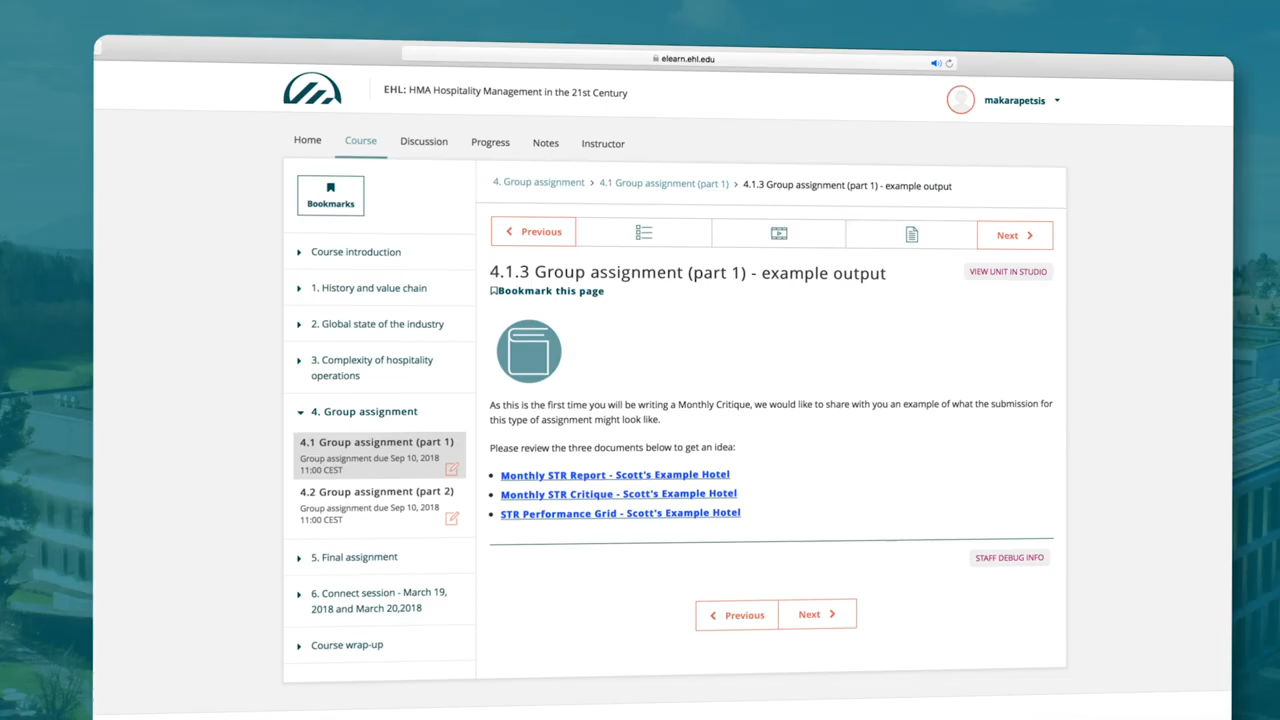 elearn.ehl.edu
EHL: HMA Hospitality Management in the 21st Century
makarapetsis
Home
Course
Discussion
Progress
Notes
Instructor
Bookmarks
Course introduction
1. History and value chain
2. Global state of the industry
3. Complexity of hospitality
operations
4. Group assignment
4.1 Group assignment (part 1)
Group assignment due Sep 10, 2018
11:00 CEST
4.2 Group assignment (part 2)
Group assignment due Sep 10, 2018
11:00 CEST
5. Final assignment
6. Connect session - March 19,
2018 and March 20,2018
Course wrap-up
4. Group assignment > 4.1 Group assignment (part 1) > 4.1.3 Group assignment (part 1) - example output
Previous
Next
4.1.3 Group assignment (part 1) - example output
VIEW UNIT IN STUDIO
Bookmark this page
As this is the first time you will be writing a Monthly Critique, we would like to share with you an example of what the submission for
this type of assignment might look like.
Please review the three documents below to get an idea:
• Monthly STR Report - Scott's Example Hotel
• Monthly STR Critique - Scott's Example Hotel
• STR Performance Grid - Scott's Example Hotel
STAFF DEBUG INFO
Previous
Next